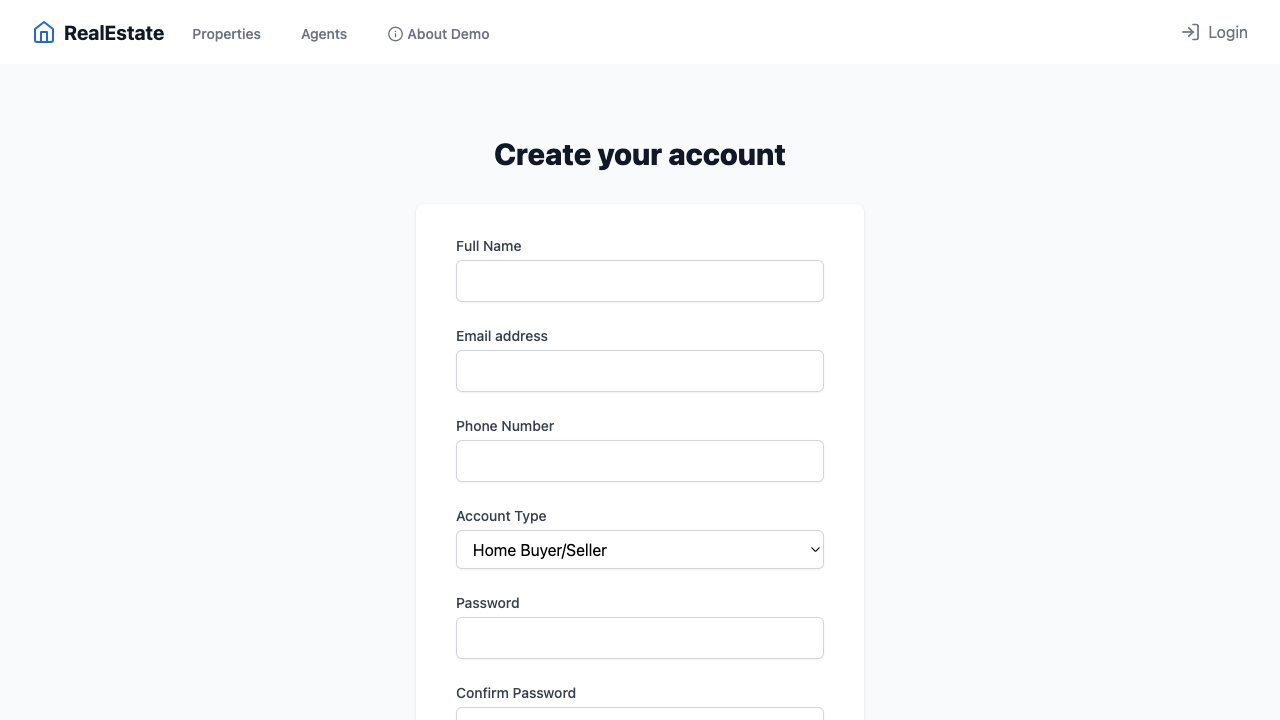 RealEstate
Properties
Agents
About Demo
Login
Create your account
Full Name
Email address
Phone Number
Account Type
Home Buyer/Seller
Password
Confirm Password